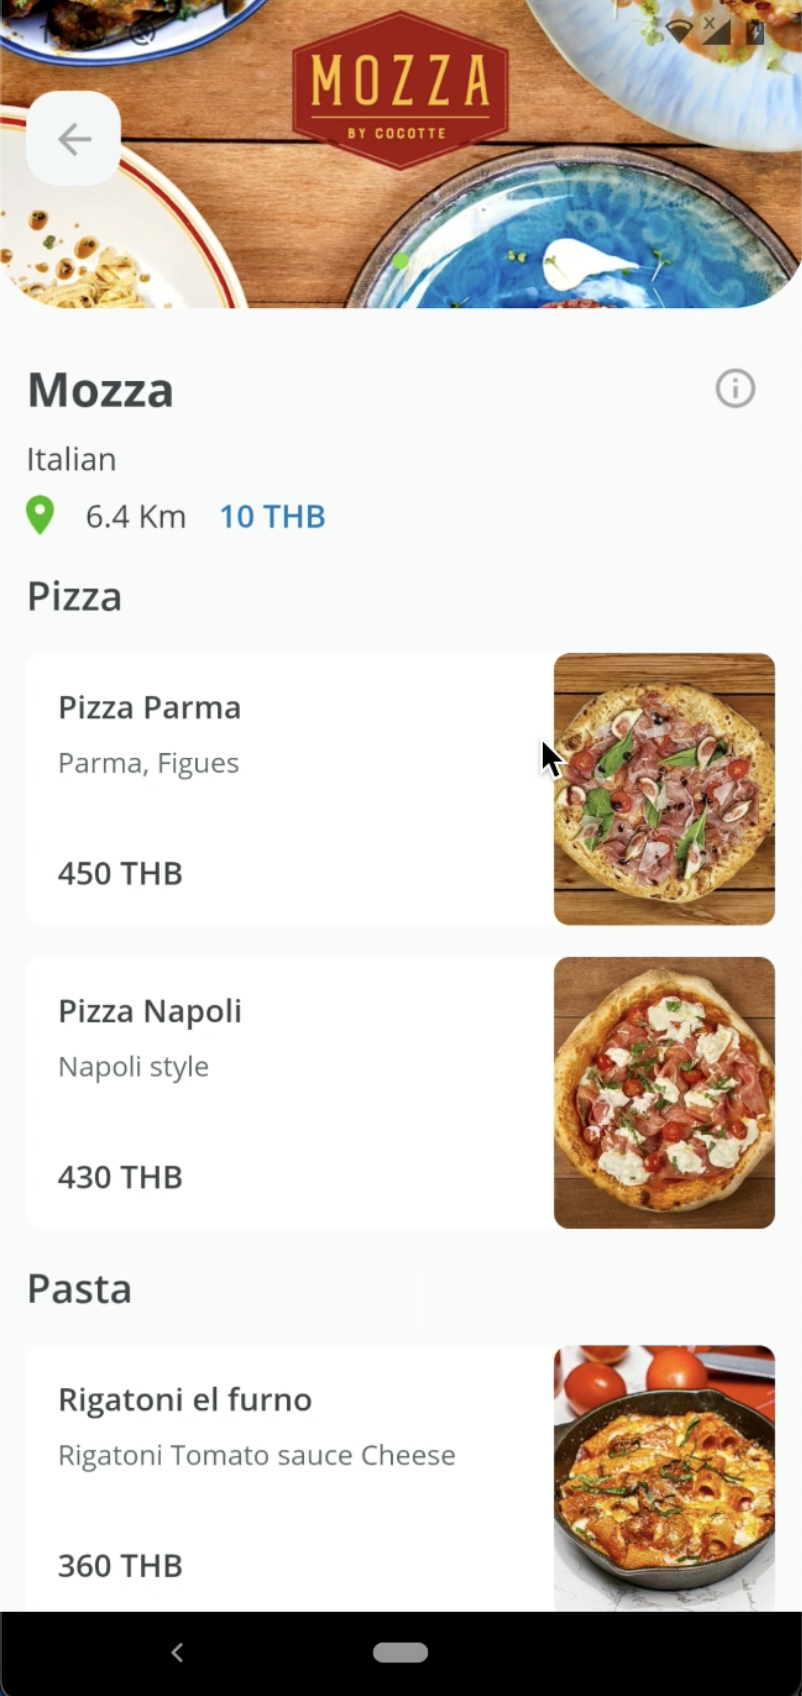 MOZZA
BY COCOTTE
Mozza
Italian
6.4 Km 10 THB
Pizza
Pizza Parma
Parma, Figues
450 THB
Pizza Napoli
Napoli style
430 THB
Pasta
Rigatoni el furno
Rigatoni Tomato sauce Cheese
360 THB